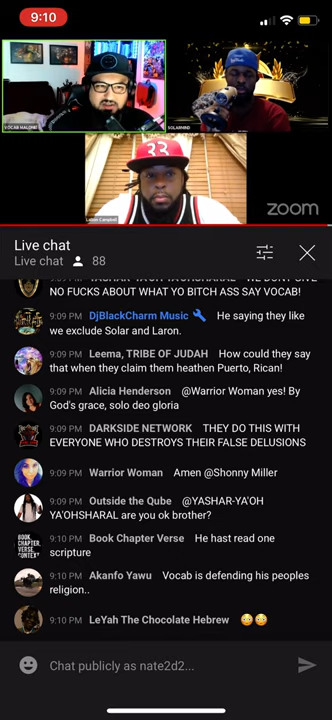 9:10
VOCAB MALONE
SOLARMIND
Laron Campbell
zoom
Live chat
Live chat 88
NO FUCKS ABOUT WHAT YO BITCH ASS SAY VOCAB!
9:09 PM DjBlackCharm Music He saying they like
we exclude Solar and Laron.
9:09 PM Leema, TRIBE OF JUDAH How could they say
that when they claim them heathen Puerto, Rican!
9:09 PM Alicia Henderson @Warrior Woman yes! By
God's grace, solo deo gloria
9:09 PM DARKSIDE NETWORK THEY DO THIS WITH
EVERYONE WHO DESTROYS THEIR FALSE DELUSIONS
9:09 PM Warrior Woman Amen @Shonny Miller
9:09 PM Outside the Qube @YASHAR-YA'OH
YA'OHSHARAL are you ok brother?
BOOK
CHAPTER
VERSE
9:10 PM Book Chapter Verse He hast read one
scripture
9:10 PM Akanfo Yawu Vocab is defending his peoples
religion..
9:10 PM LeYah The Chocolate Hebrew 😳😳
Chat publicly as nate2d2...